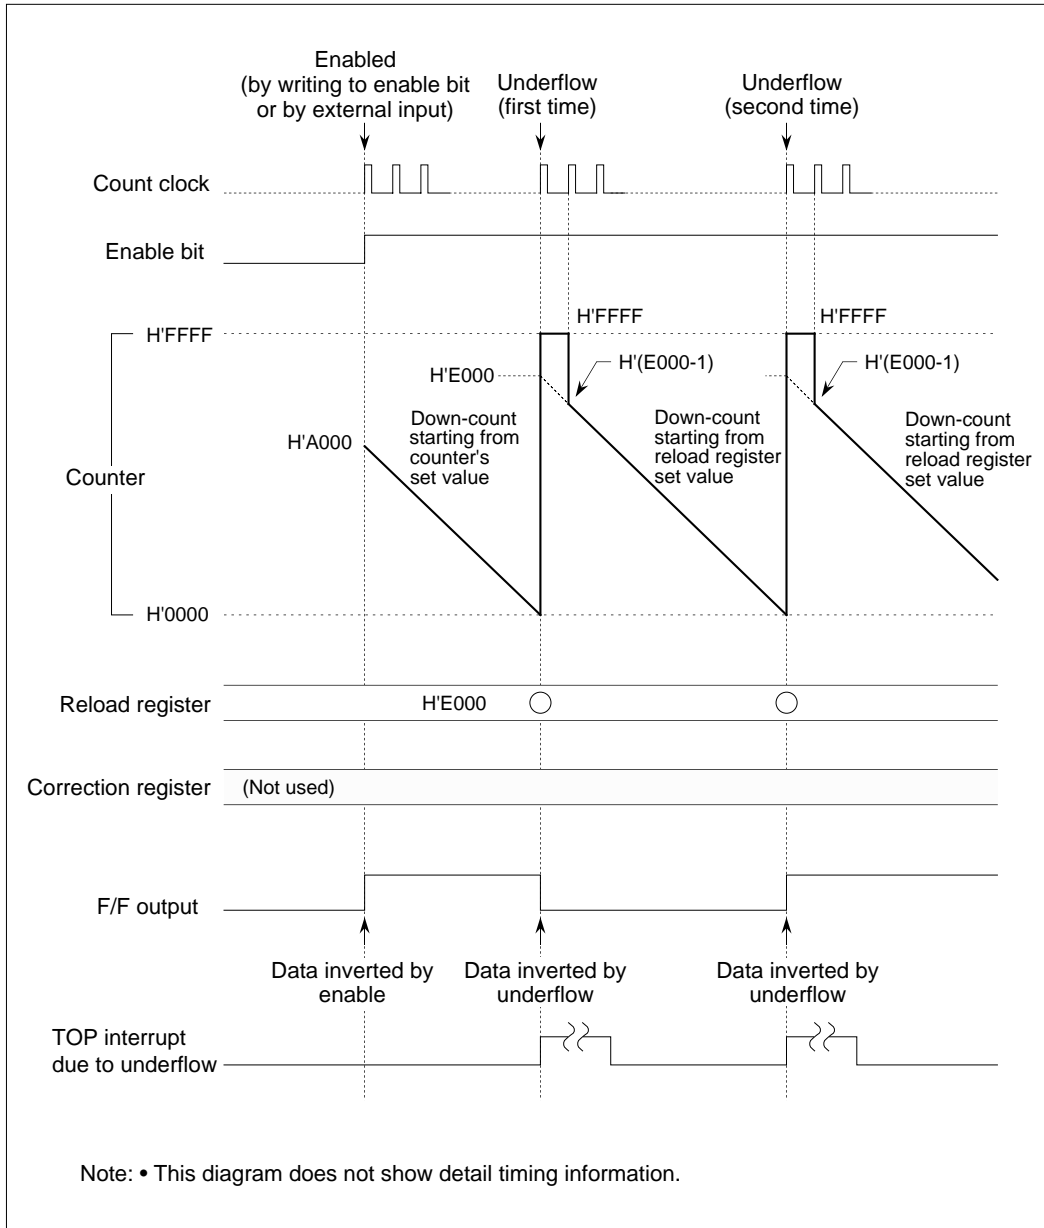 Enabled
(by writing to enable bit
or by external input)
Underflow
(first time)
Underflow
(second time)
Count clock
Enable bit
H'FFFF
H'FFFF
H'FFFF
H'E000
H'(E000-1)
H'(E000-1)
H'A000
Down-count
starting from
counter's
set value
Down-count
starting from
reload register
set value
Down-count
starting from
reload register
set value
Counter
H'0000
Reload register
H'E000
Correction register
(Not used)
F/F output
Data inverted by
enable
Data inverted by
underflow
Data inverted by
underflow
TOP interrupt
due to underflow
Note: • This diagram does not show detail timing information.